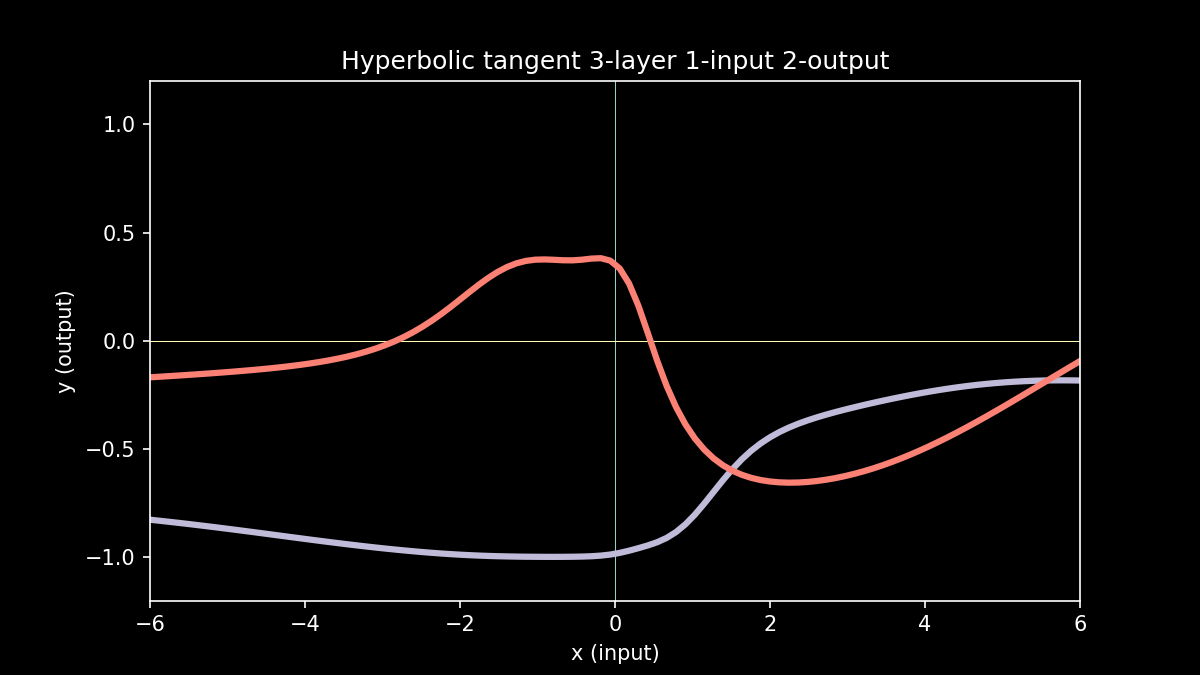 Hyperbolic tangent 3-layer 1-input 2-output
1.0
0.5
0.0
−0.5
−1.0
y (output)
−6 −4 −2 0 2 4 6
x (input)